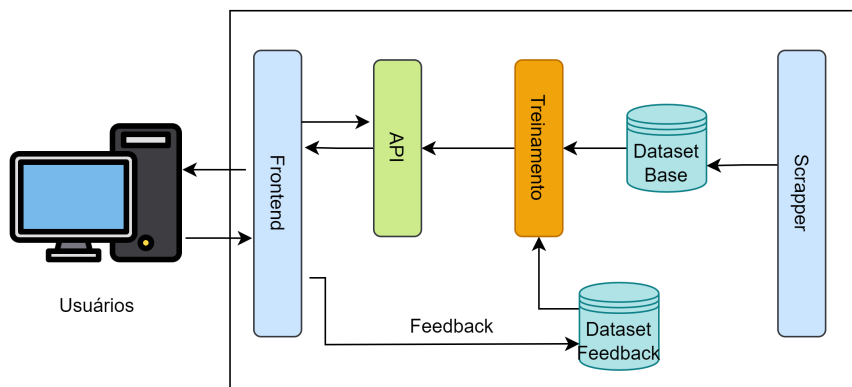 Usuários
Frontend
API
Treinamento
Dataset
Base
Scrapper
Feedback
Dataset
Feedback